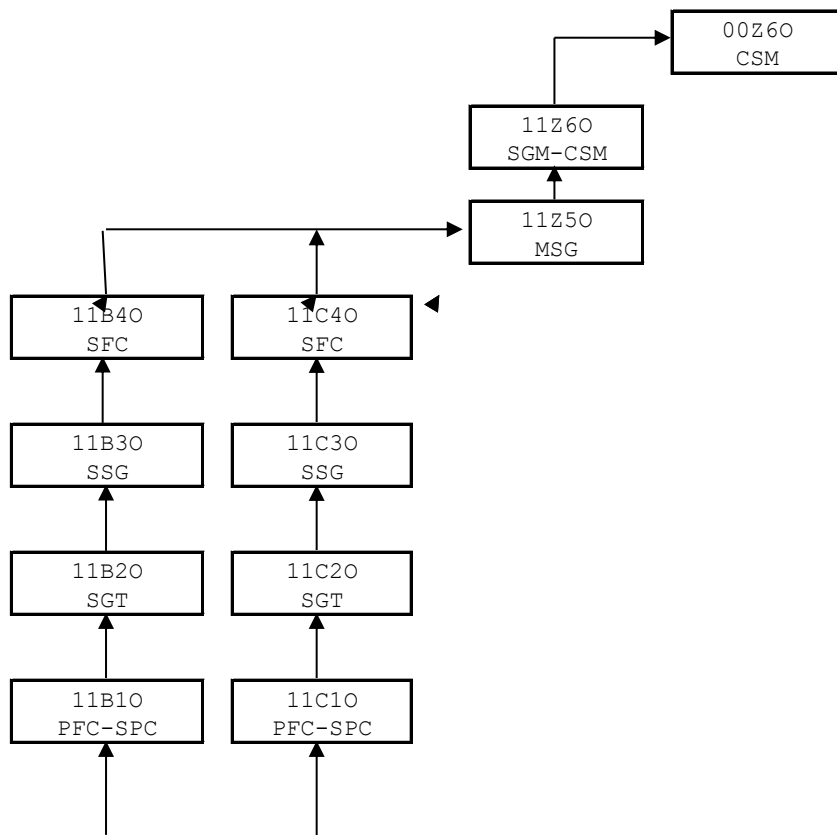 00Z6O
CSM
11Z6O
SGM-CSM
11Z5O
MSG
11B4O
SFC
11C4O
SFC
11B3O
SSG
11C3O
SSG
11B2O
SGT
11C2O
SGT
11B1O
PFC-SPC
11C1O
PFC-SPC